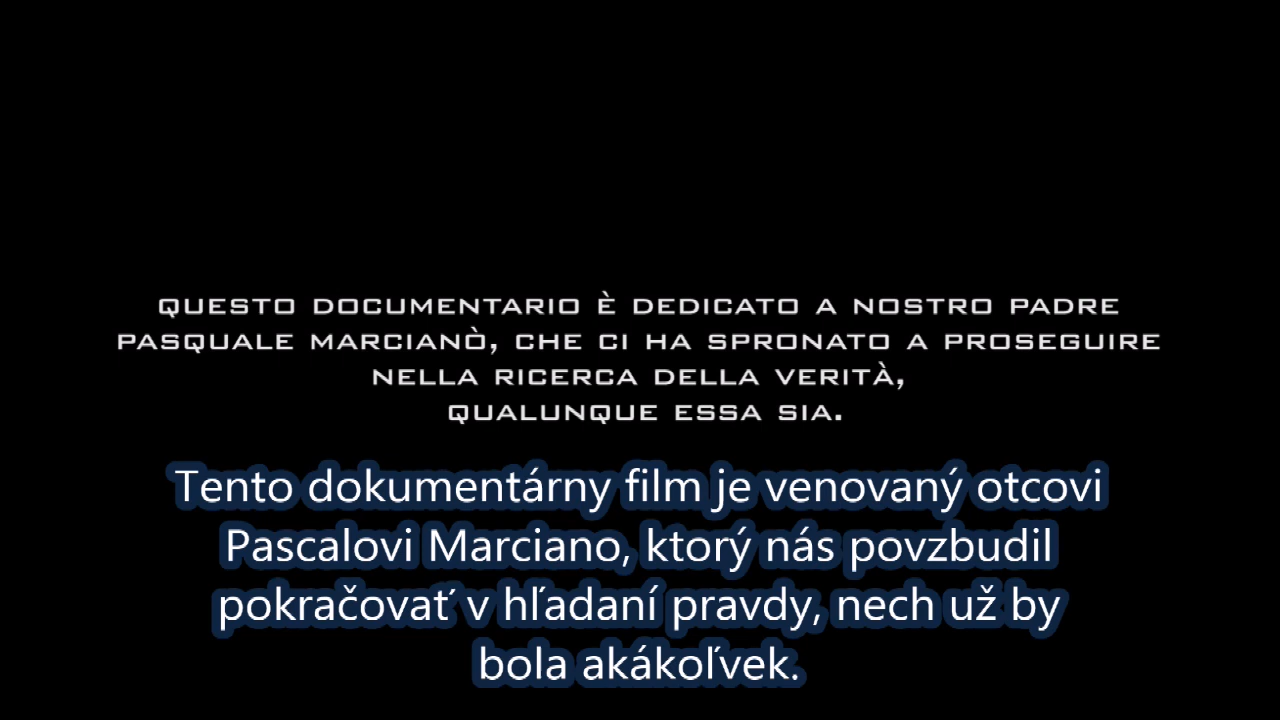 QUESTO DOCUMENTARIO È DEDICATO A NOSTRO PADRE
PASQUALE MARCIANÒ, CHE CI HA SPRONATO A PROSEGUIRE
NELLA RICERCA DELLA VERITÀ,
QUALUNQUE ESSA SIA.
Tento dokumentárny film je venovaný otcovi
Pascalovi Marciano, ktorý nás povzbudil
pokračovať v hľadaní pravdy, nech už by
bola akákoľvek.